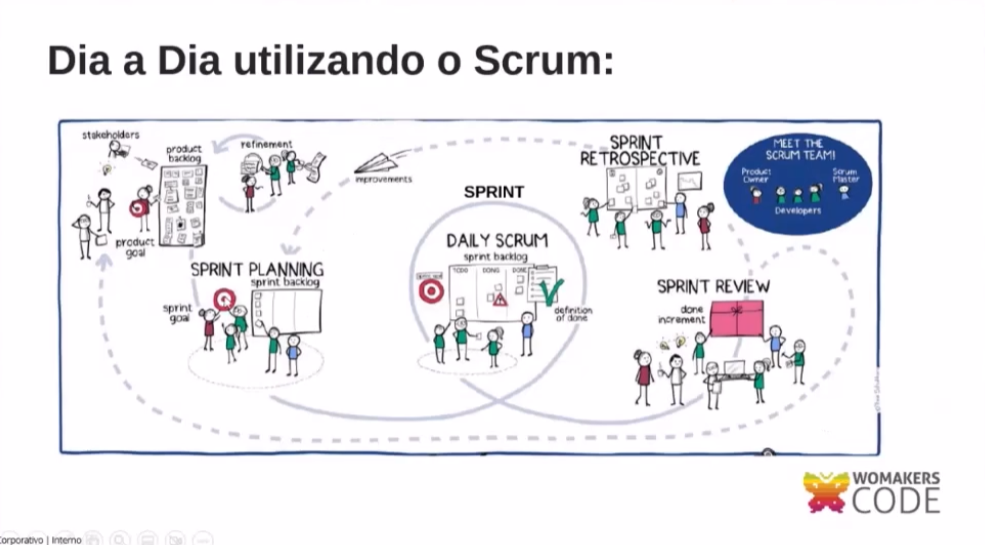 Dia a Dia utilizando o Scrum:
stakeholders
product
backlog
refinement
improvements
product
goal
SPRINT PLANNING
sprint backlog
sprint
goal
SPRINT
DAILY SCRUM
sprint backlog
TODO DOING DONE
definition
of done
SPRINT
RETROSPECTIVE
MEET THE
SCRUM TEAM!
Product
Owner
Scrum
Master
Developers
SPRINT REVIEW
done
increment
WOMAKERS
CODE
Corporativo | Interno